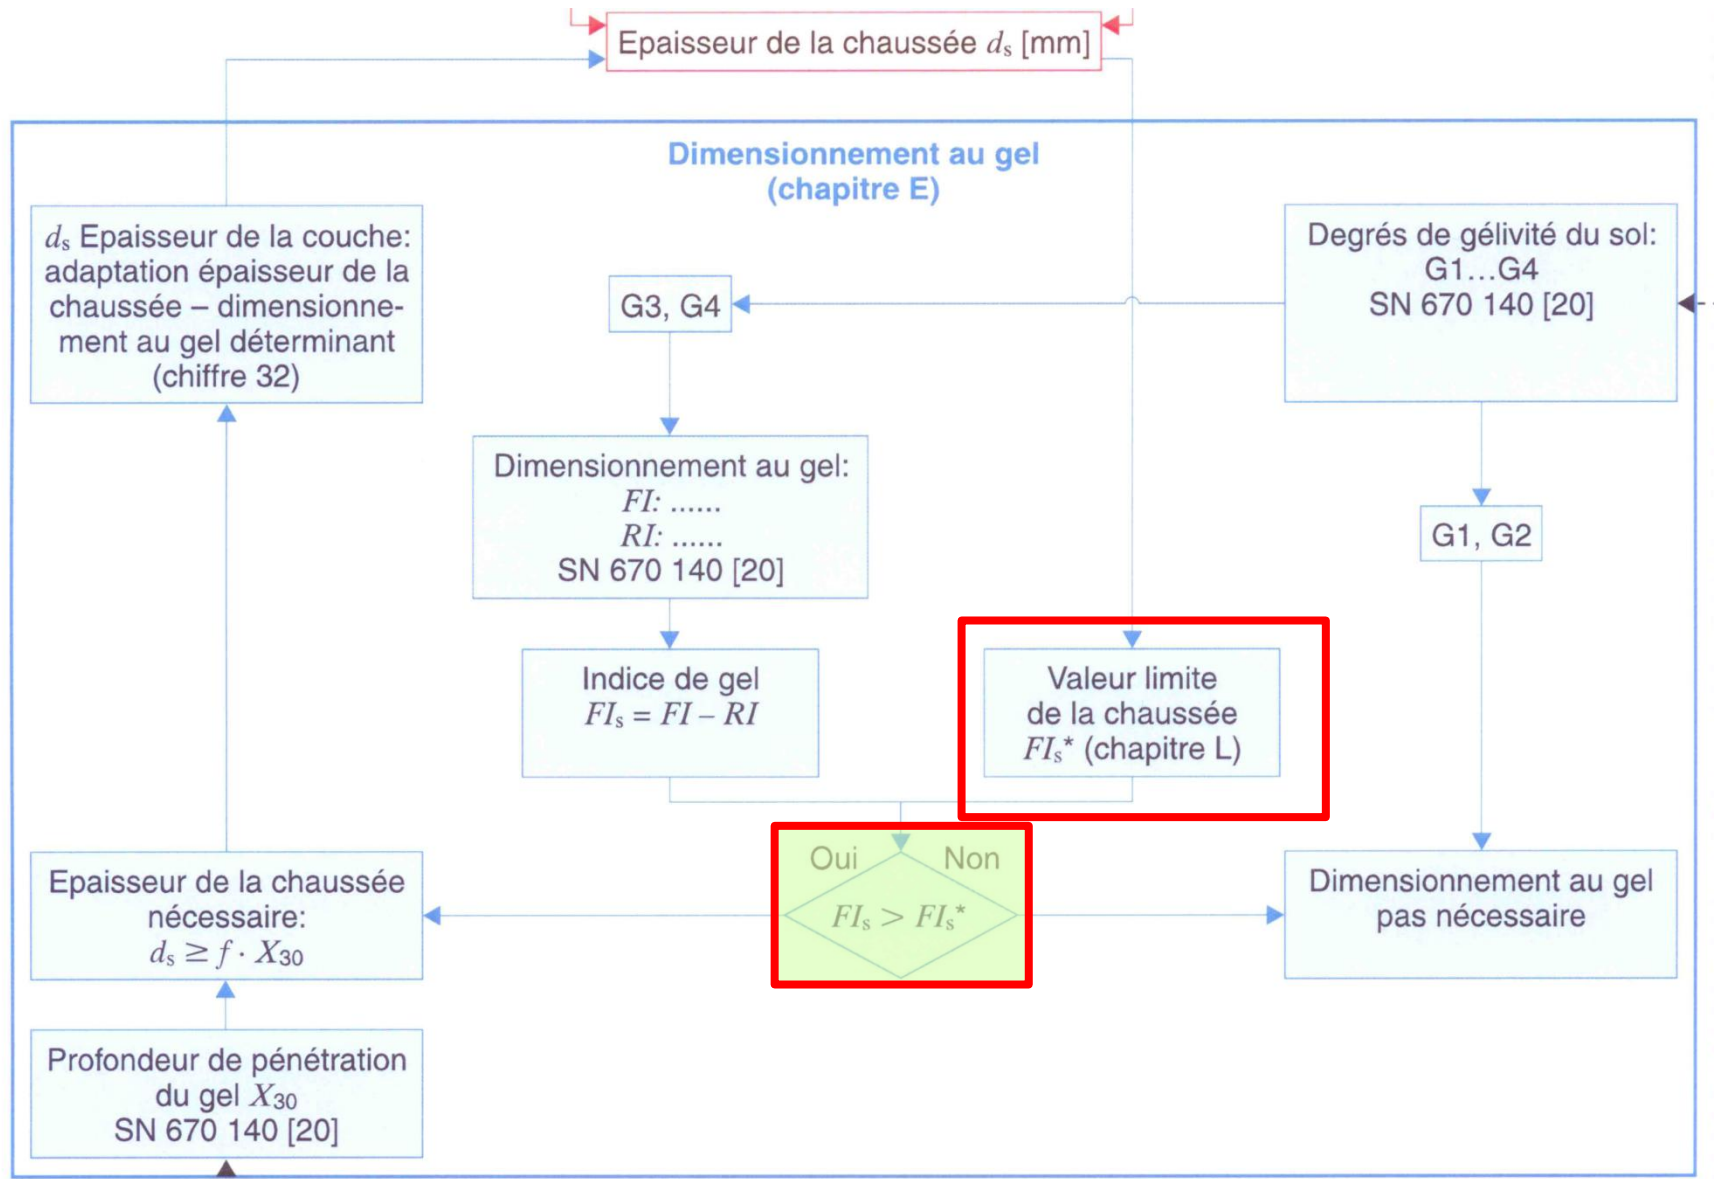 Epaisseur de la chaussée ds [mm]
Dimensionnement au gel
(chapitre E)
ds Epaisseur de la couche:
adaptation épaisseur de la
chaussée – dimensionne-
ment au gel déterminant
(chiffre 32)
G3, G4
Degrés de gélivité du sol:
G1...G4
SN 670 140 [20]
Dimensionnement au gel:
FI: ......
RI: ......
SN 670 140 [20]
G1, G2
Indice de gel
FIs = FI – RI
Valeur limite
de la chaussée
FIs* (chapitre L)
Oui Non
FIs > FIs*
Epaisseur de la chaussée
nécessaire:
ds ≥ f · X30
Dimensionnement au gel
pas nécessaire
Profondeur de pénétration
du gel X30
SN 670 140 [20]